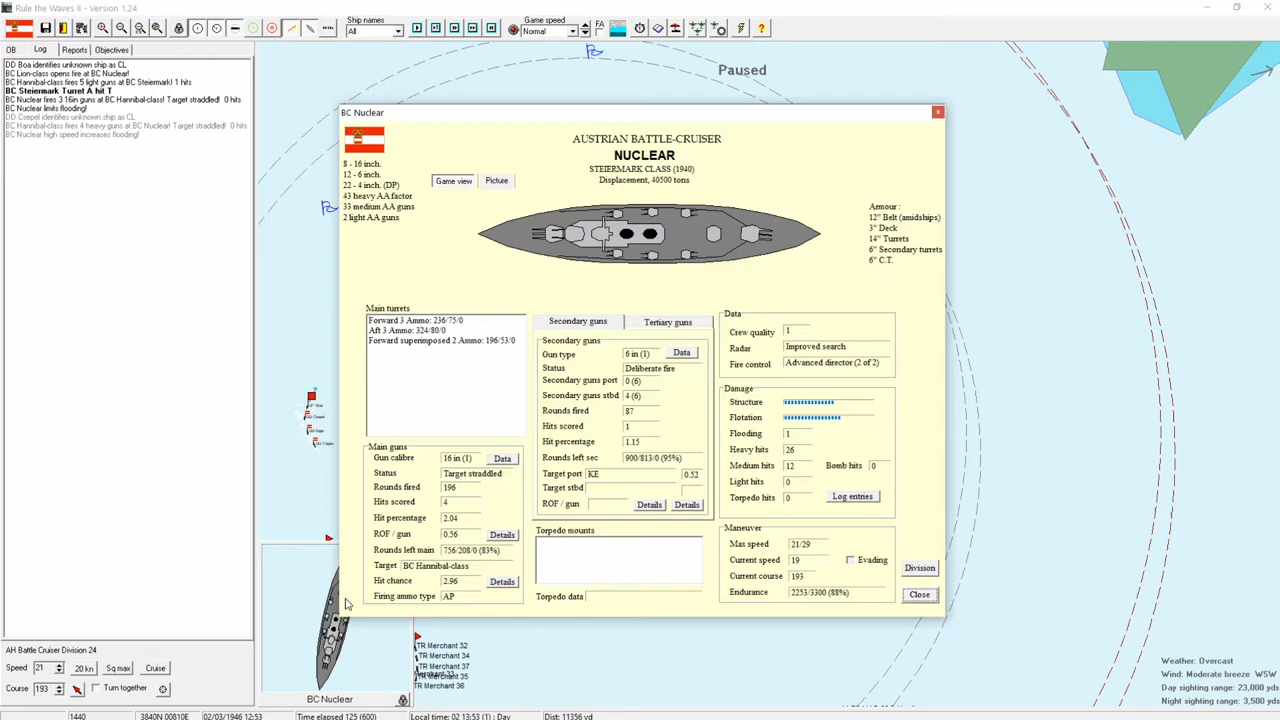 Rule the Waves II - Version 1.24
Ship names
All
Game speed
Normal
FA
OB Log Reports Objectives
DD Boa identifies unknown ship as CL
BC Lion-class opens fire at BC Nuclear!
BC Hannibal-class fires 5 light guns at BC Steiermark! 1 hits
BC Steiermark Turret A hit T
BC Nuclear fires 3 16in guns at BC Hannibal-class! Target straddled! 0 hits
BC Nuclear limits flooding!
DD Csepel identifies unknown ship as CL
BC Hannibal-class fires 4 heavy guns at BC Nuclear! Target straddled! 0 hits
BC Nuclear high speed increases flooding!
Paused
BC Nuclear
AUSTRIAN BATTLE-CRUISER
NUCLEAR
STEIERMARK CLASS (1940)
Displacement, 40500 tons
8 - 16 inch.
12 - 6 inch.
22 - 4 inch. (DP)
43 heavy AA factor
33 medium AA guns
2 light AA guns
Game view Picture
Armour :
12" Belt (amidships)
3" Deck
14" Turrets
6" Secondary turrets
6" C.T.
Main turrets
Forward 3 Ammo: 236/75/0
Aft 3 Ammo: 324/80/0
Forward superimposed 2 Ammo: 196/53/0
Main guns
Gun calibre 16 in (1) Data
Status Target straddled
Rounds fired 196
Hits scored 4
Hit percentage 2.04
ROF / gun 0.56 Details
Rounds left main 756/208/0 (83%)
Target BC Hannibal-class
Hit chance 2.96 Details
Firing ammo type AP
Secondary guns Tertiary guns
Secondary guns:
Gun type 6 in (1) Data
Status Deliberate fire
Secondary guns port 0 (6)
Secondary guns stbd 4 (6)
Rounds fired 87
Hits scored 1
Hit percentage 1.15
Rounds left sec 900/813/0 (95%)
Target port KE 0.52
Target stbd
ROF / gun Details Details
Torpedo mounts
Torpedo data
Data
Crew quality 1
Radar Improved search
Fire control Advanced director (2 of 2)
Damage
Structure
Flotation
Flooding 1
Heavy hits 26
Medium hits 12 Bomb hits 0
Light hits 0
Torpedo hits 0 Log entries
Maneuver
Max speed 21/29
Current speed 19 Evading
Current course 193
Endurance 2253/3300 (88%)
Division
Close
TR Merchant 32
TR Merchant 34
TR Merchant 37
TR Merchant 36
AH Battle Cruiser Division 24
Speed 21 20 kn Sq max Cruise
Course 193 Turn together
BC Nuclear
Weather: Overcast
Wind: Moderate breeze WSW
Day sighting range: 23,000 yds
Night sighting range: 3,500 yds
1440 3840N 00810E 02/03/1946 12:53 Time elapsed 125 (600) Local time: 02 13:53 (1) : Day Dist: 11356 yd